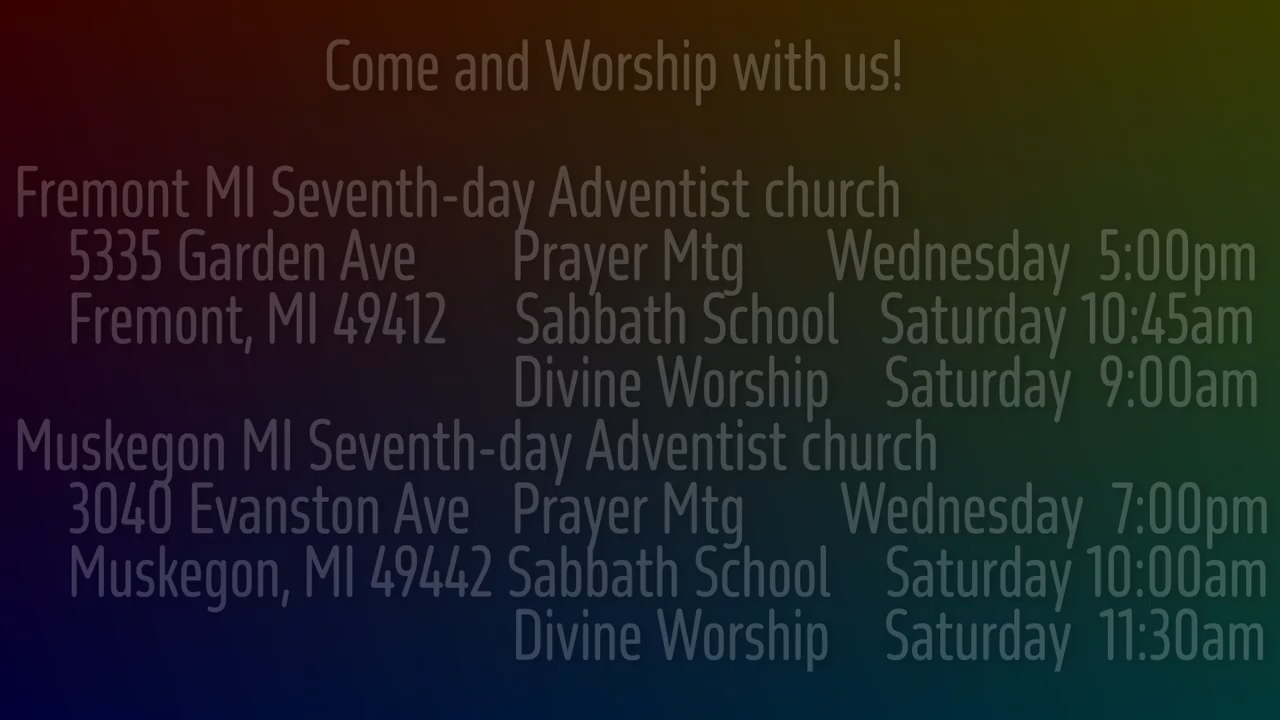 Come and Worship with us!
Fremont MI Seventh-day Adventist church
5335 Garden Ave Prayer Mtg Wednesday 5:00pm
Fremont, MI 49412 Sabbath School Saturday 10:45am
Divine Worship Saturday 9:00am
Muskegon MI Seventh-day Adventist church
3040 Evanston Ave Prayer Mtg Wednesday 7:00pm
Muskegon, MI 49442 Sabbath School Saturday 10:00am
Divine Worship Saturday 11:30am